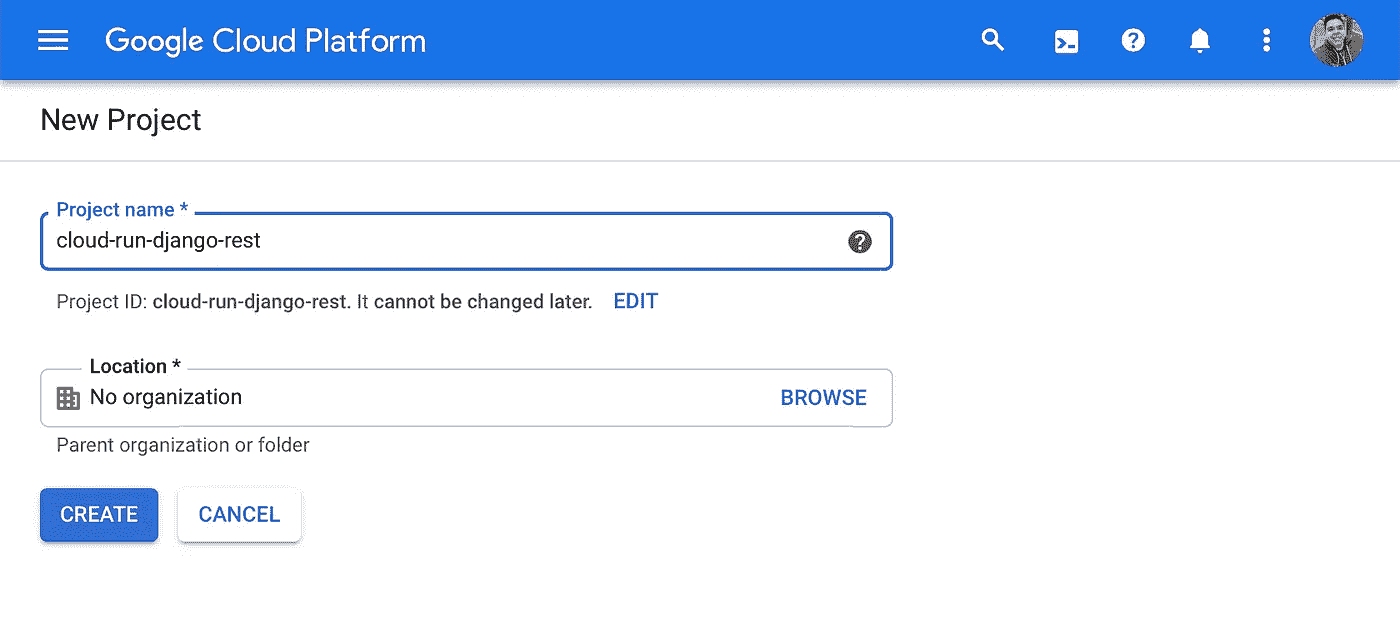 Google Cloud Platform
New Project
Project name *
cloud-run-django-rest
Project ID: cloud-run-django-rest. It cannot be changed later. EDIT
Location *
No organization BROWSE
Parent organization or folder
CREATE CANCEL